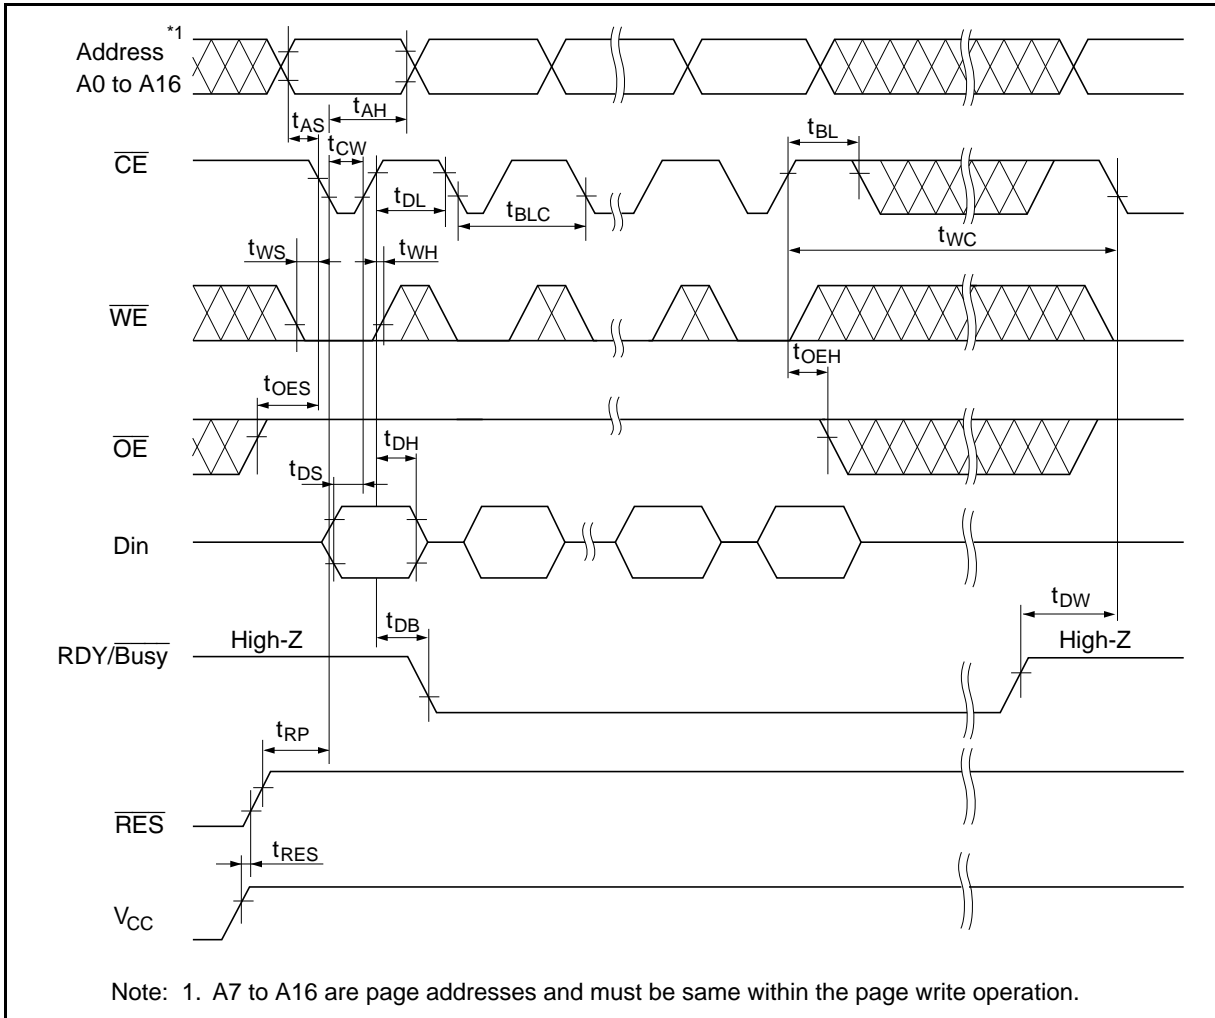 Address *1
A0 to A16
tAH
tAS
tCW
tBL
CE
tDL
tBLC
tWC
tWS
tWH
WE
tOEH
tOES
OE
tDH
tDS
Din
tDW
tDB
High-Z
High-Z
RDY/Busy
tRP
RES
tRES
VCC
Note: 1. A7 to A16 are page addresses and must be same within the page write operation.